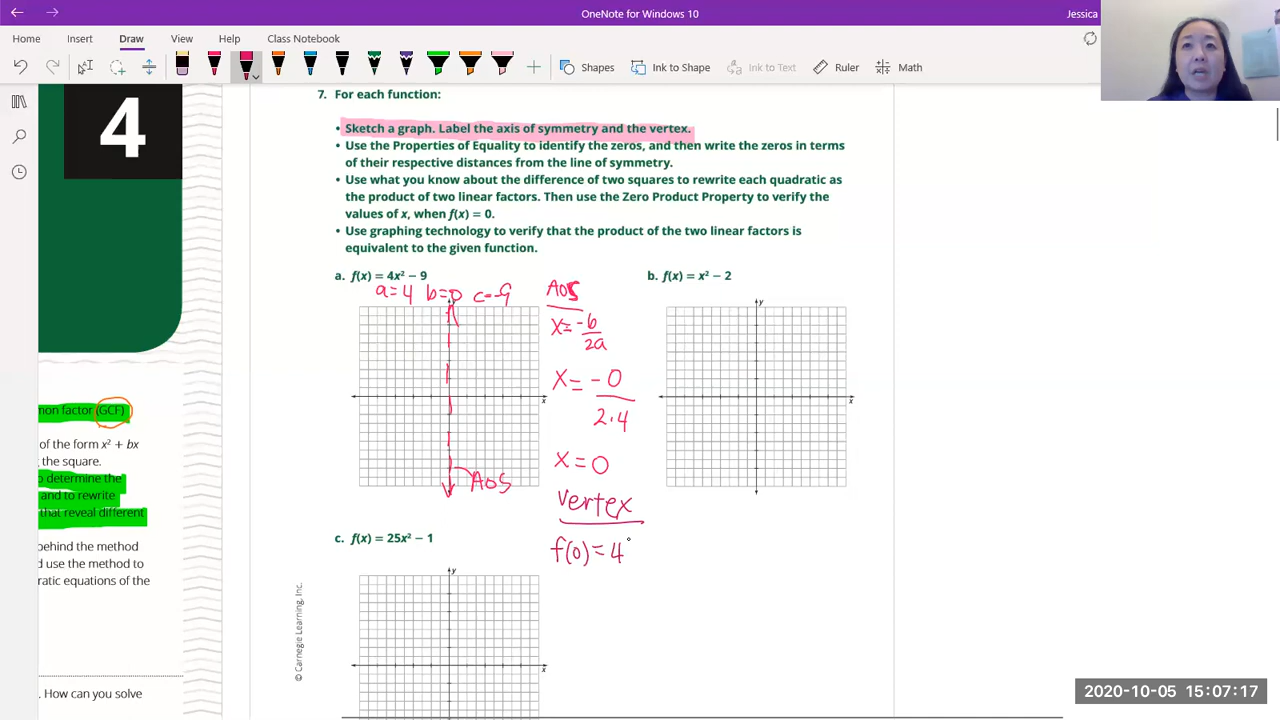 OneNote for Windows 10
Jessica
Home Insert Draw View Help Class Notebook
Shapes Ink to Shape Ink to Text Ruler Math
4
7. For each function:
• Sketch a graph. Label the axis of symmetry and the vertex.
• Use the Properties of Equality to identify the zeros, and then write the zeros in terms
of their respective distances from the line of symmetry.
• Use what you know about the difference of two squares to rewrite each quadratic as
the product of two linear factors. Then use the Zero Product Property to verify the
values of x, when f(x) = 0.
• Use graphing technology to verify that the product of the two linear factors is
equivalent to the given function.
a. f(x) = 4x² − 9
b. f(x) = x² − 2
a=4 b=0 c=-9
y
x
AOS
AOS
x = -b/2a
x = -0/2·4
x = 0
vertex
f(0) = 4
y
x
c. f(x) = 25x² − 1
y
x
mon factor (GCF)
of the form x² + bx
the square.
o determine the
and to rewrite
that reveal different
behind the method
d use the method to
ratic equations of the
. How can you solve
© Carnegie Learning, Inc.
2020-10-05 15:07:17